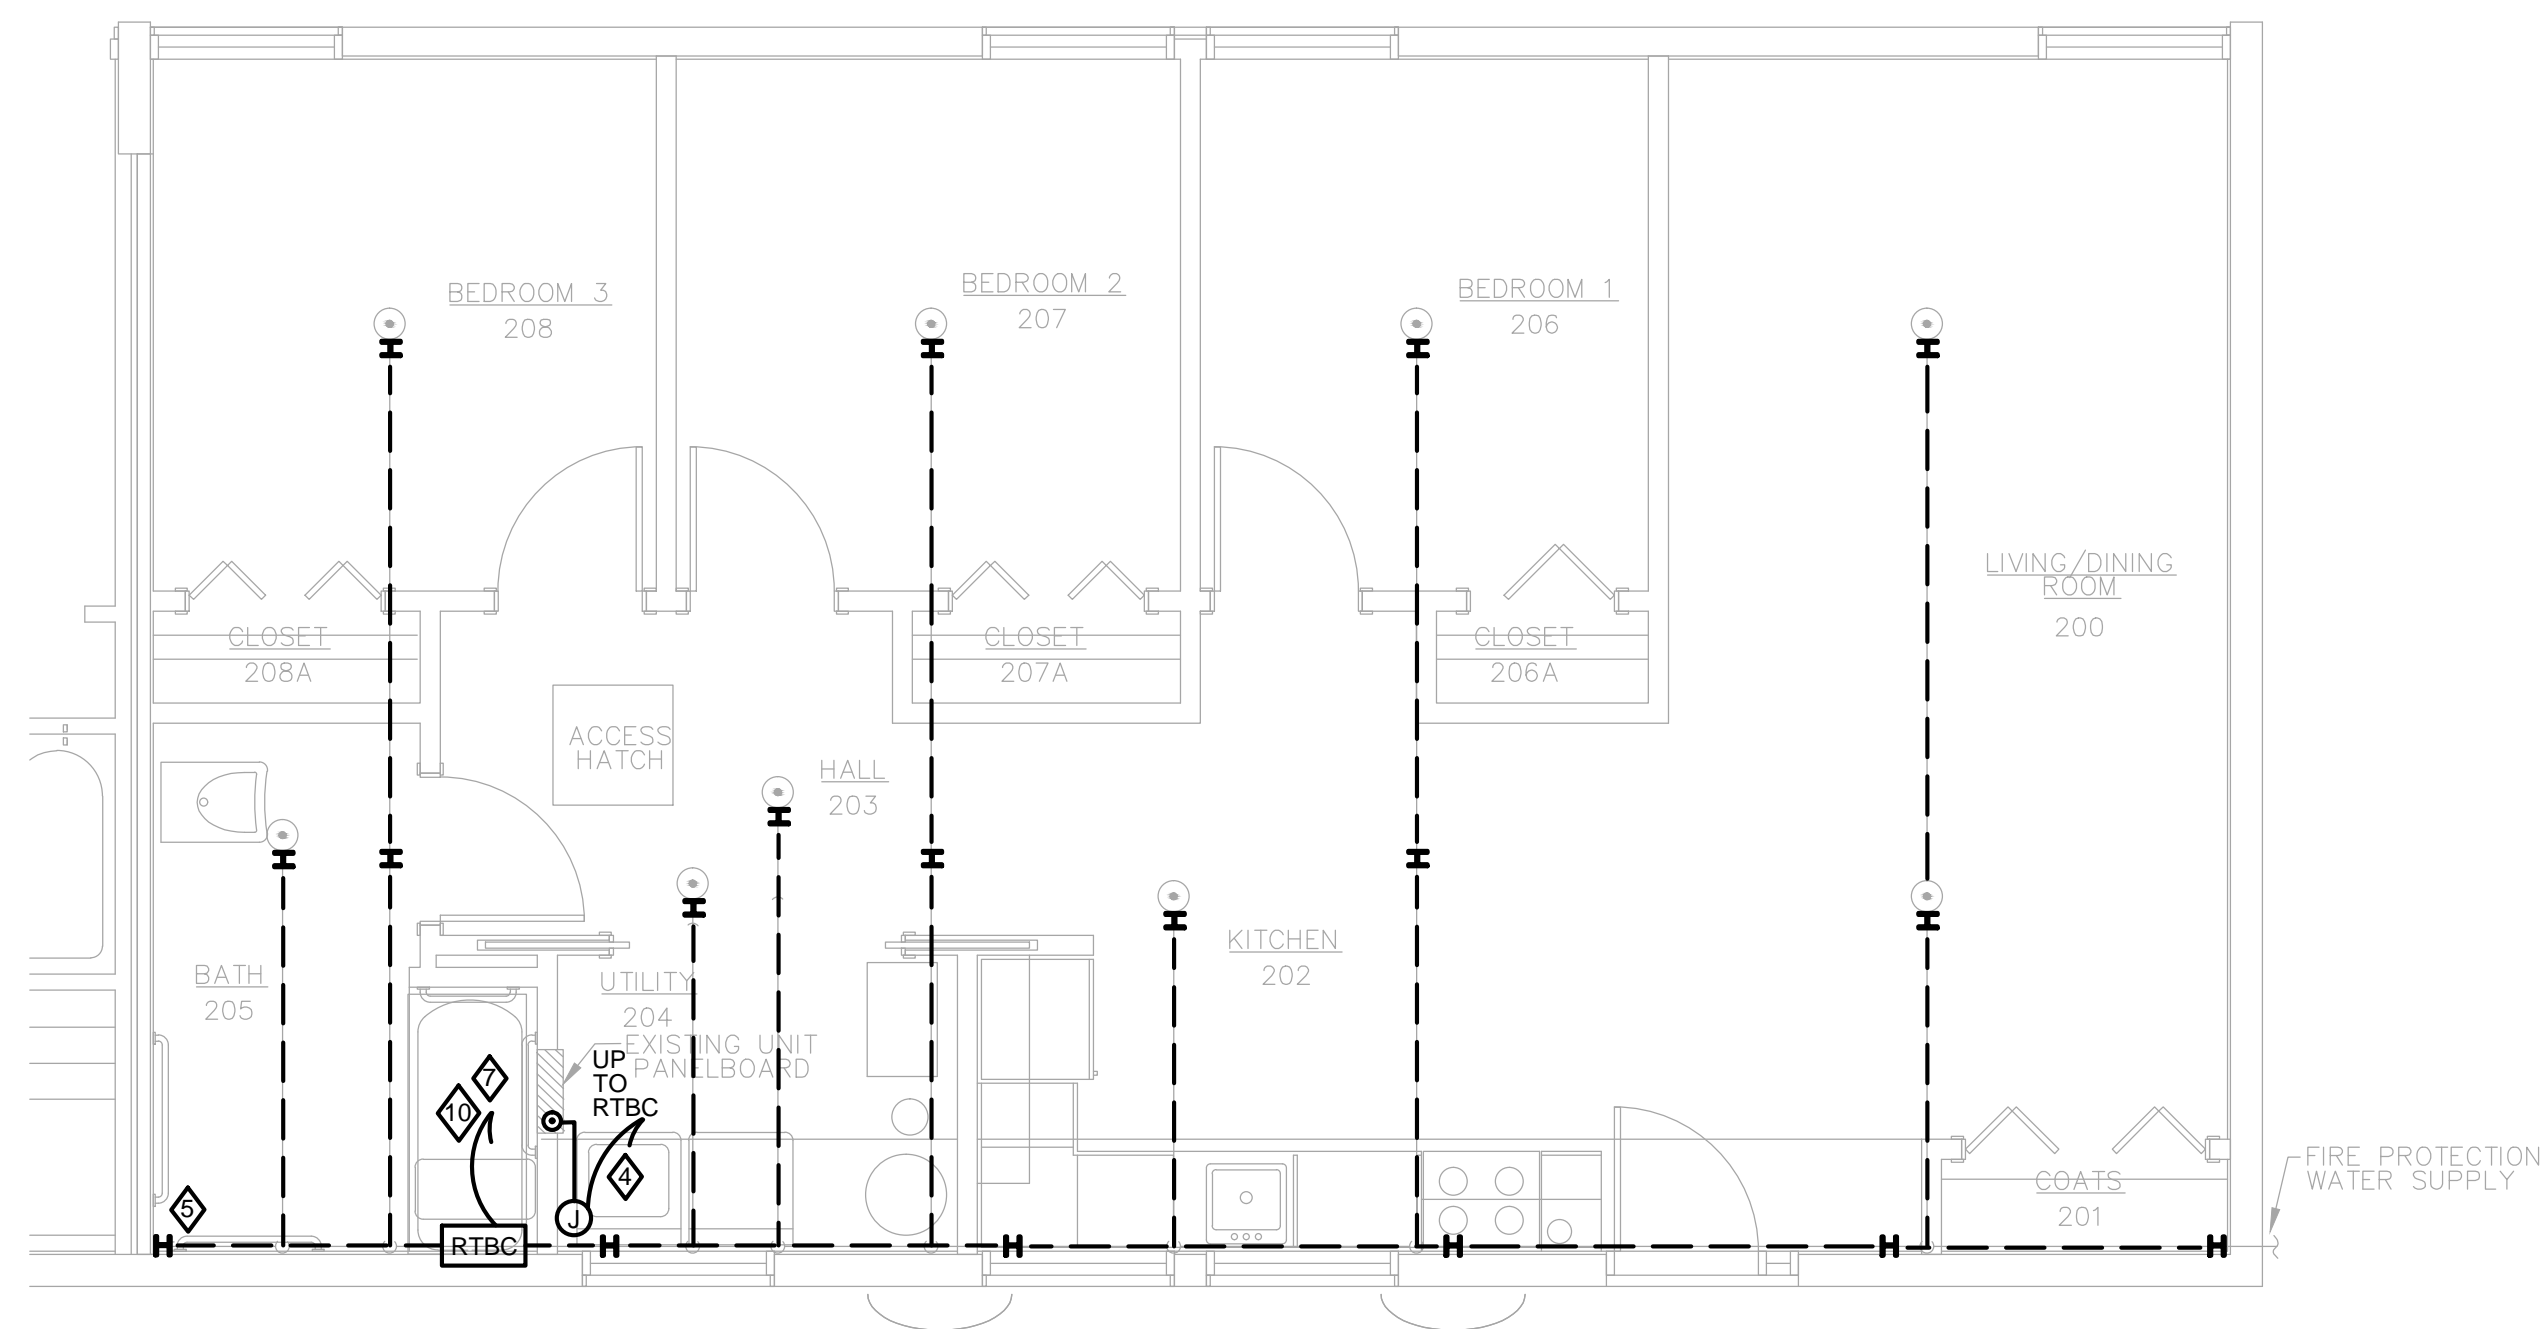 BEDROOM 3
208
BEDROOM 2
207
BEDROOM 1
206
LIVING/DINING
ROOM
200
CLOSET
208A
CLOSET
207A
CLOSET
206A
ACCESS
HATCH
HALL
203
KITCHEN
202
BATH
205
UTILITY
204
EXISTING UNIT
PANELBOARD
UP
TO
RTBC
7
10
4
5
J
RTBC
COATS
201
FIRE PROTECTION
WATER SUPPLY